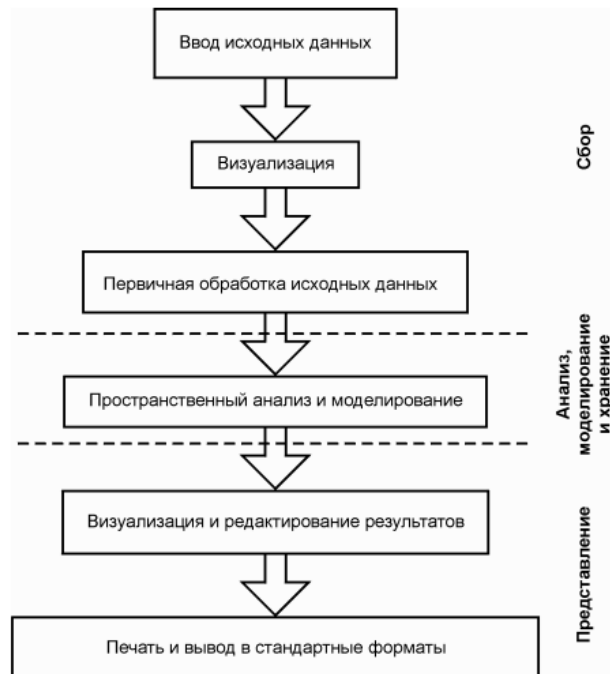 Ввод исходных данных
Визуализация
Сбор
Первичная обработка исходных данных
Пространственный анализ и моделирование
Анализ,
моделирование
и хранение
Визуализация и редактирование результатов
Представление
Печать и вывод в стандартные форматы